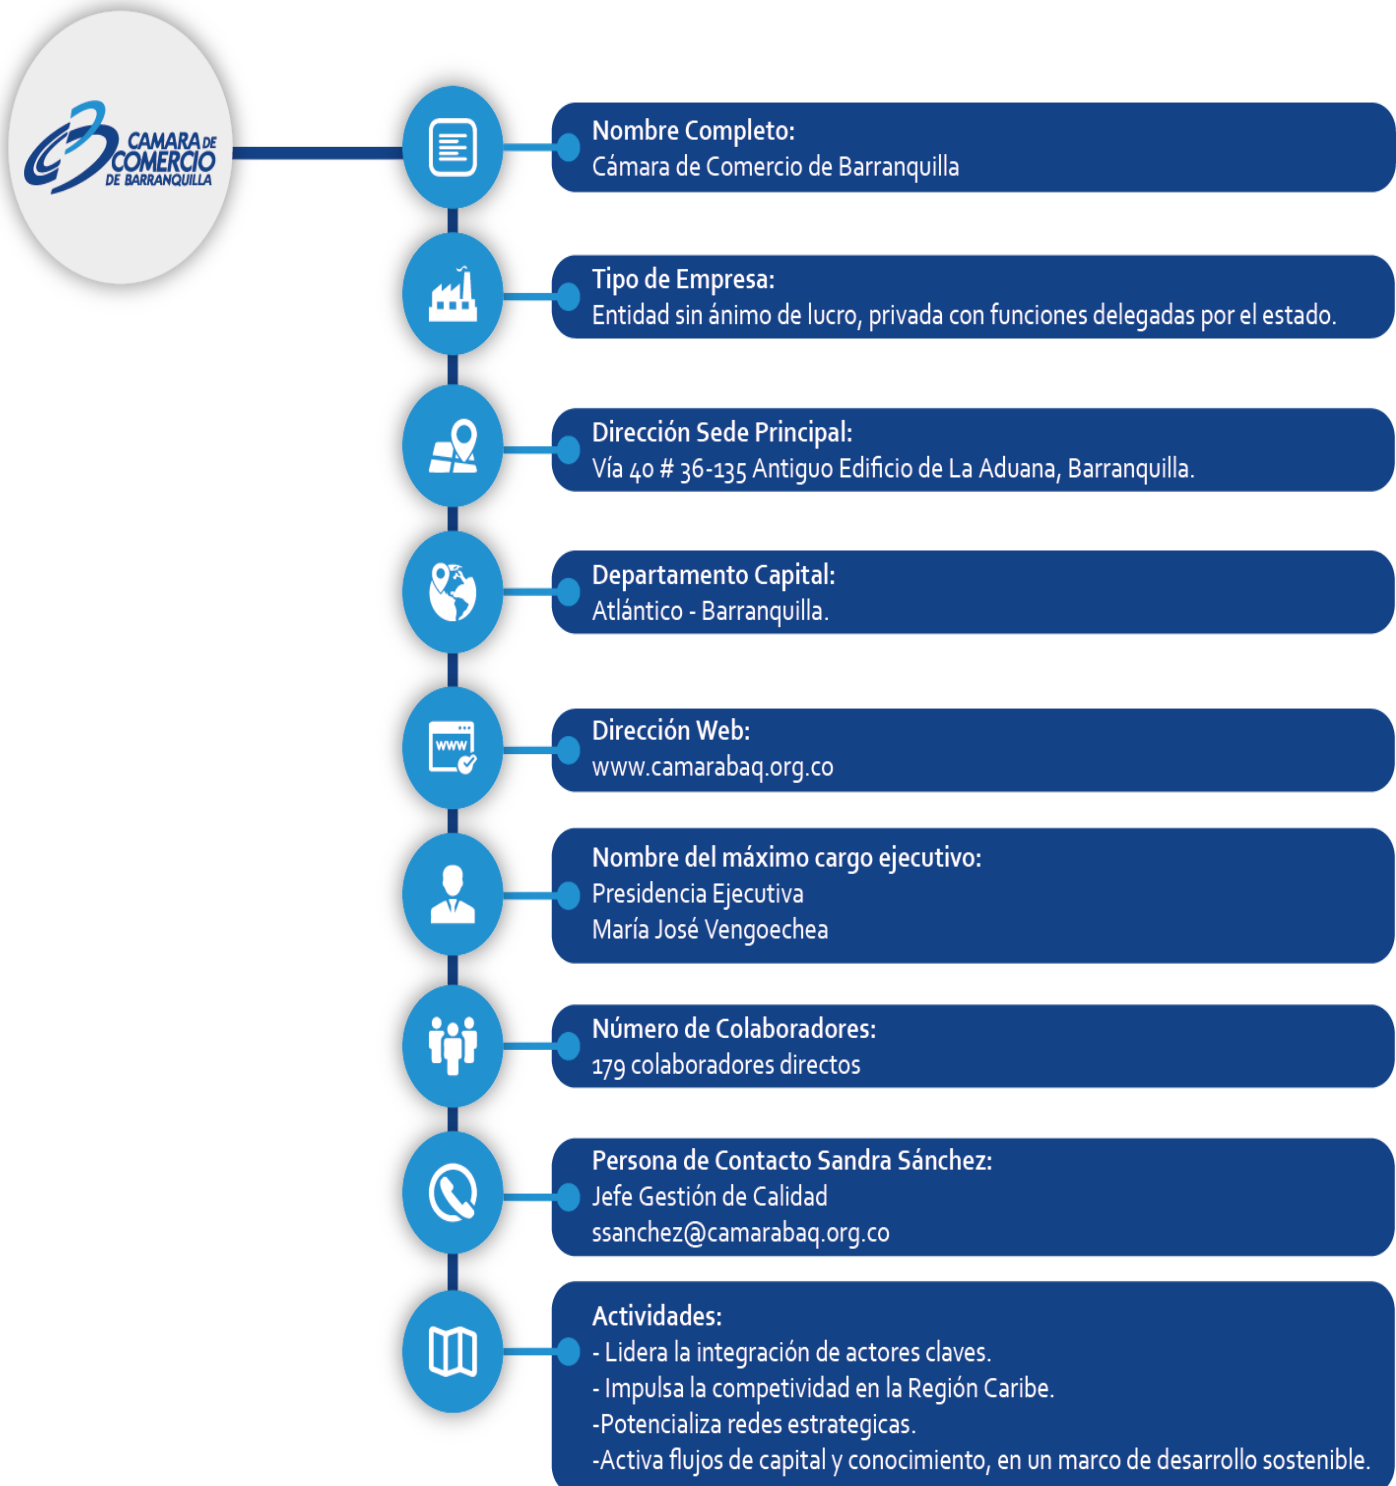 CAMARA DE
COMERCIO
DE BARRANQUILLA
Nombre Completo:
Cámara de Comercio de Barranquilla
Tipo de Empresa:
Entidad sin ánimo de lucro, privada con funciones delegadas por el estado.
Dirección Sede Principal:
Vía 40 # 36-135 Antiguo Edificio de La Aduana, Barranquilla.
Departamento Capital:
Atlántico - Barranquilla.
www
Dirección Web:
www.camarabaq.org.co
Nombre del máximo cargo ejecutivo:
Presidencia Ejecutiva
María José Vengoechea
Número de Colaboradores:
179 colaboradores directos
Persona de Contacto Sandra Sánchez:
Jefe Gestión de Calidad
ssanchez@camarabaq.org.co
Actividades:
- Lidera la integración de actores claves.
- Impulsa la competividad en la Región Caribe.
-Potencializa redes estrategicas.
-Activa flujos de capital y conocimiento, en un marco de desarrollo sostenible.